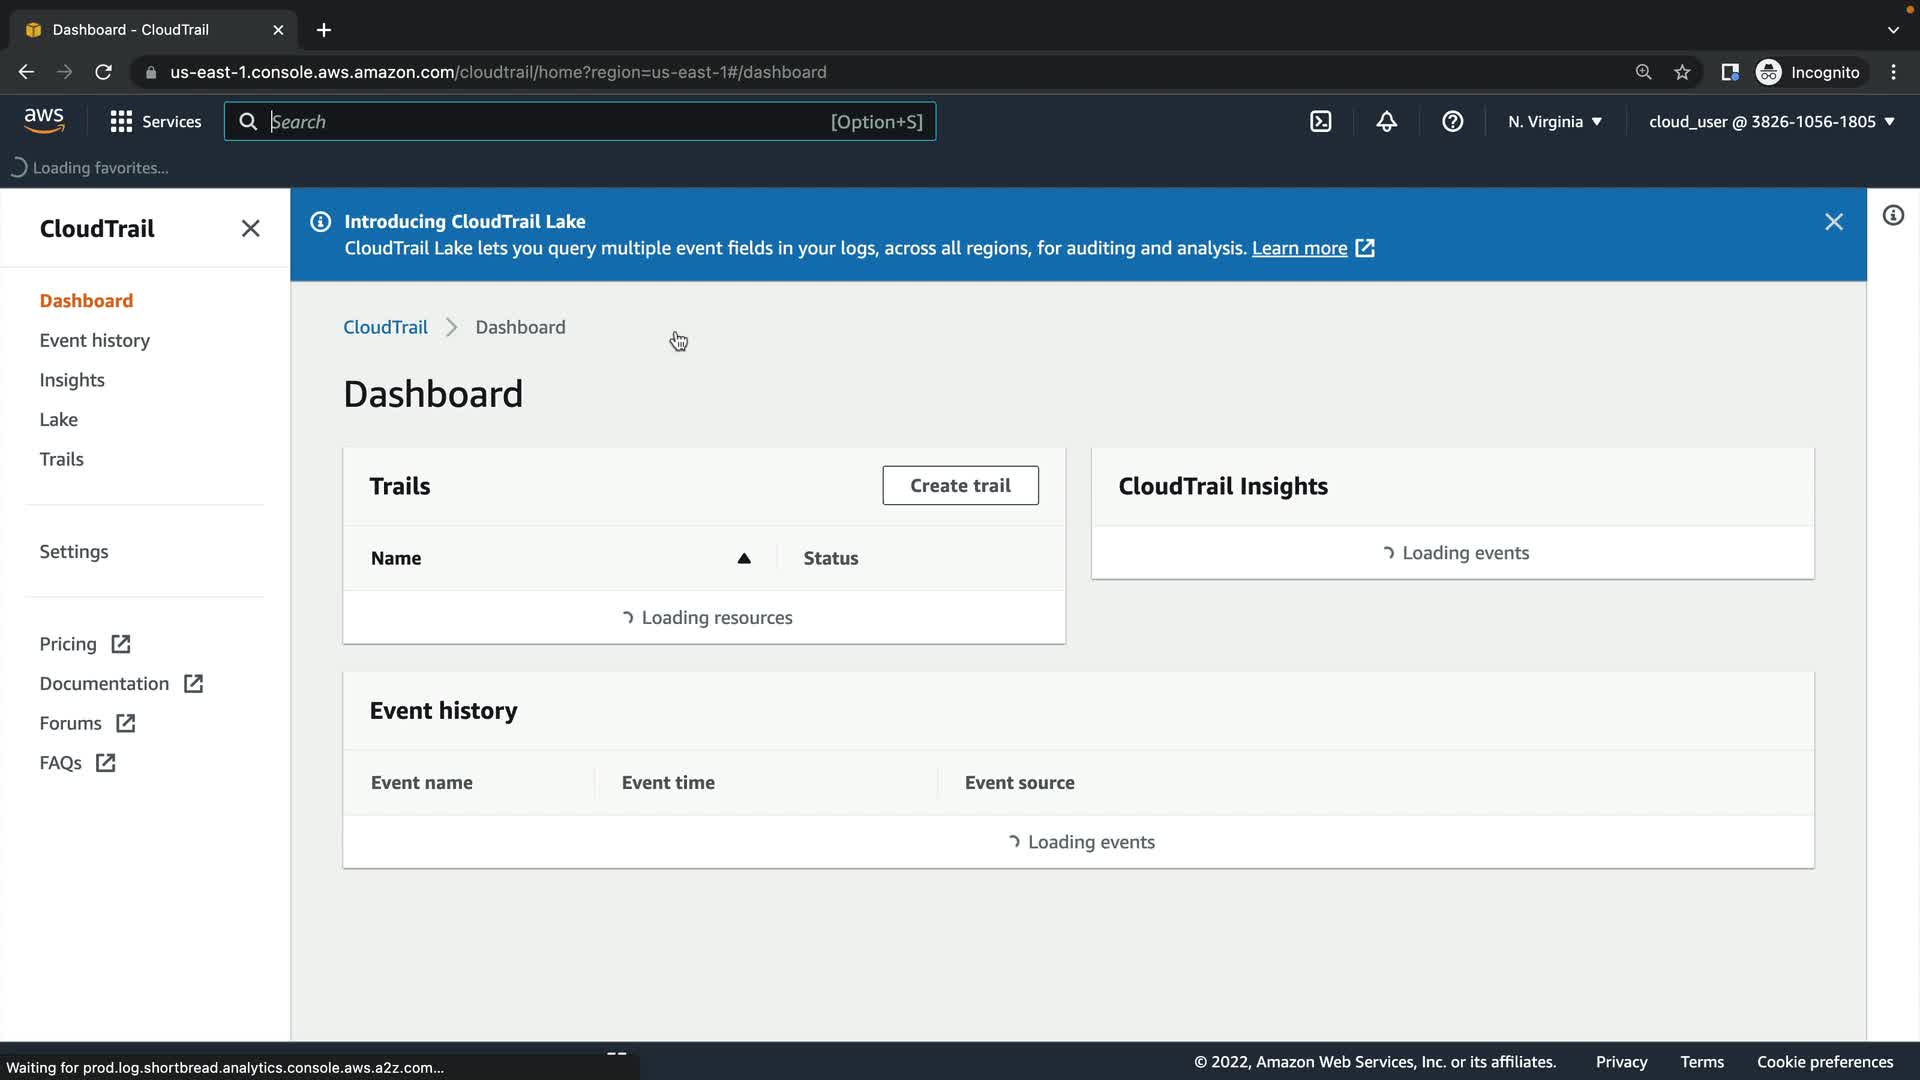 Dashboard - CloudTrail
us-east-1.console.aws.amazon.com/cloudtrail/home?region=us-east-1#/dashboard
Incognito
aws
Services
Search
[Option+S]
N. Virginia
cloud_user @ 3826-1056-1805
Loading favorites...
CloudTrail
Introducing CloudTrail Lake
CloudTrail Lake lets you query multiple event fields in your logs, across all regions, for auditing and analysis. Learn more
Dashboard
Event history
Insights
Lake
Trails
Settings
Pricing
Documentation
Forums
FAQs
CloudTrail
Dashboard
Dashboard
Trails
Create trail
Name
Status
Loading resources
CloudTrail Insights
Loading events
Event history
Event name
Event time
Event source
Loading events
Waiting for prod.log.shortbread.analytics.console.aws.a2z.com...
© 2022, Amazon Web Services, Inc. or its affiliates.
Privacy
Terms
Cookie preferences